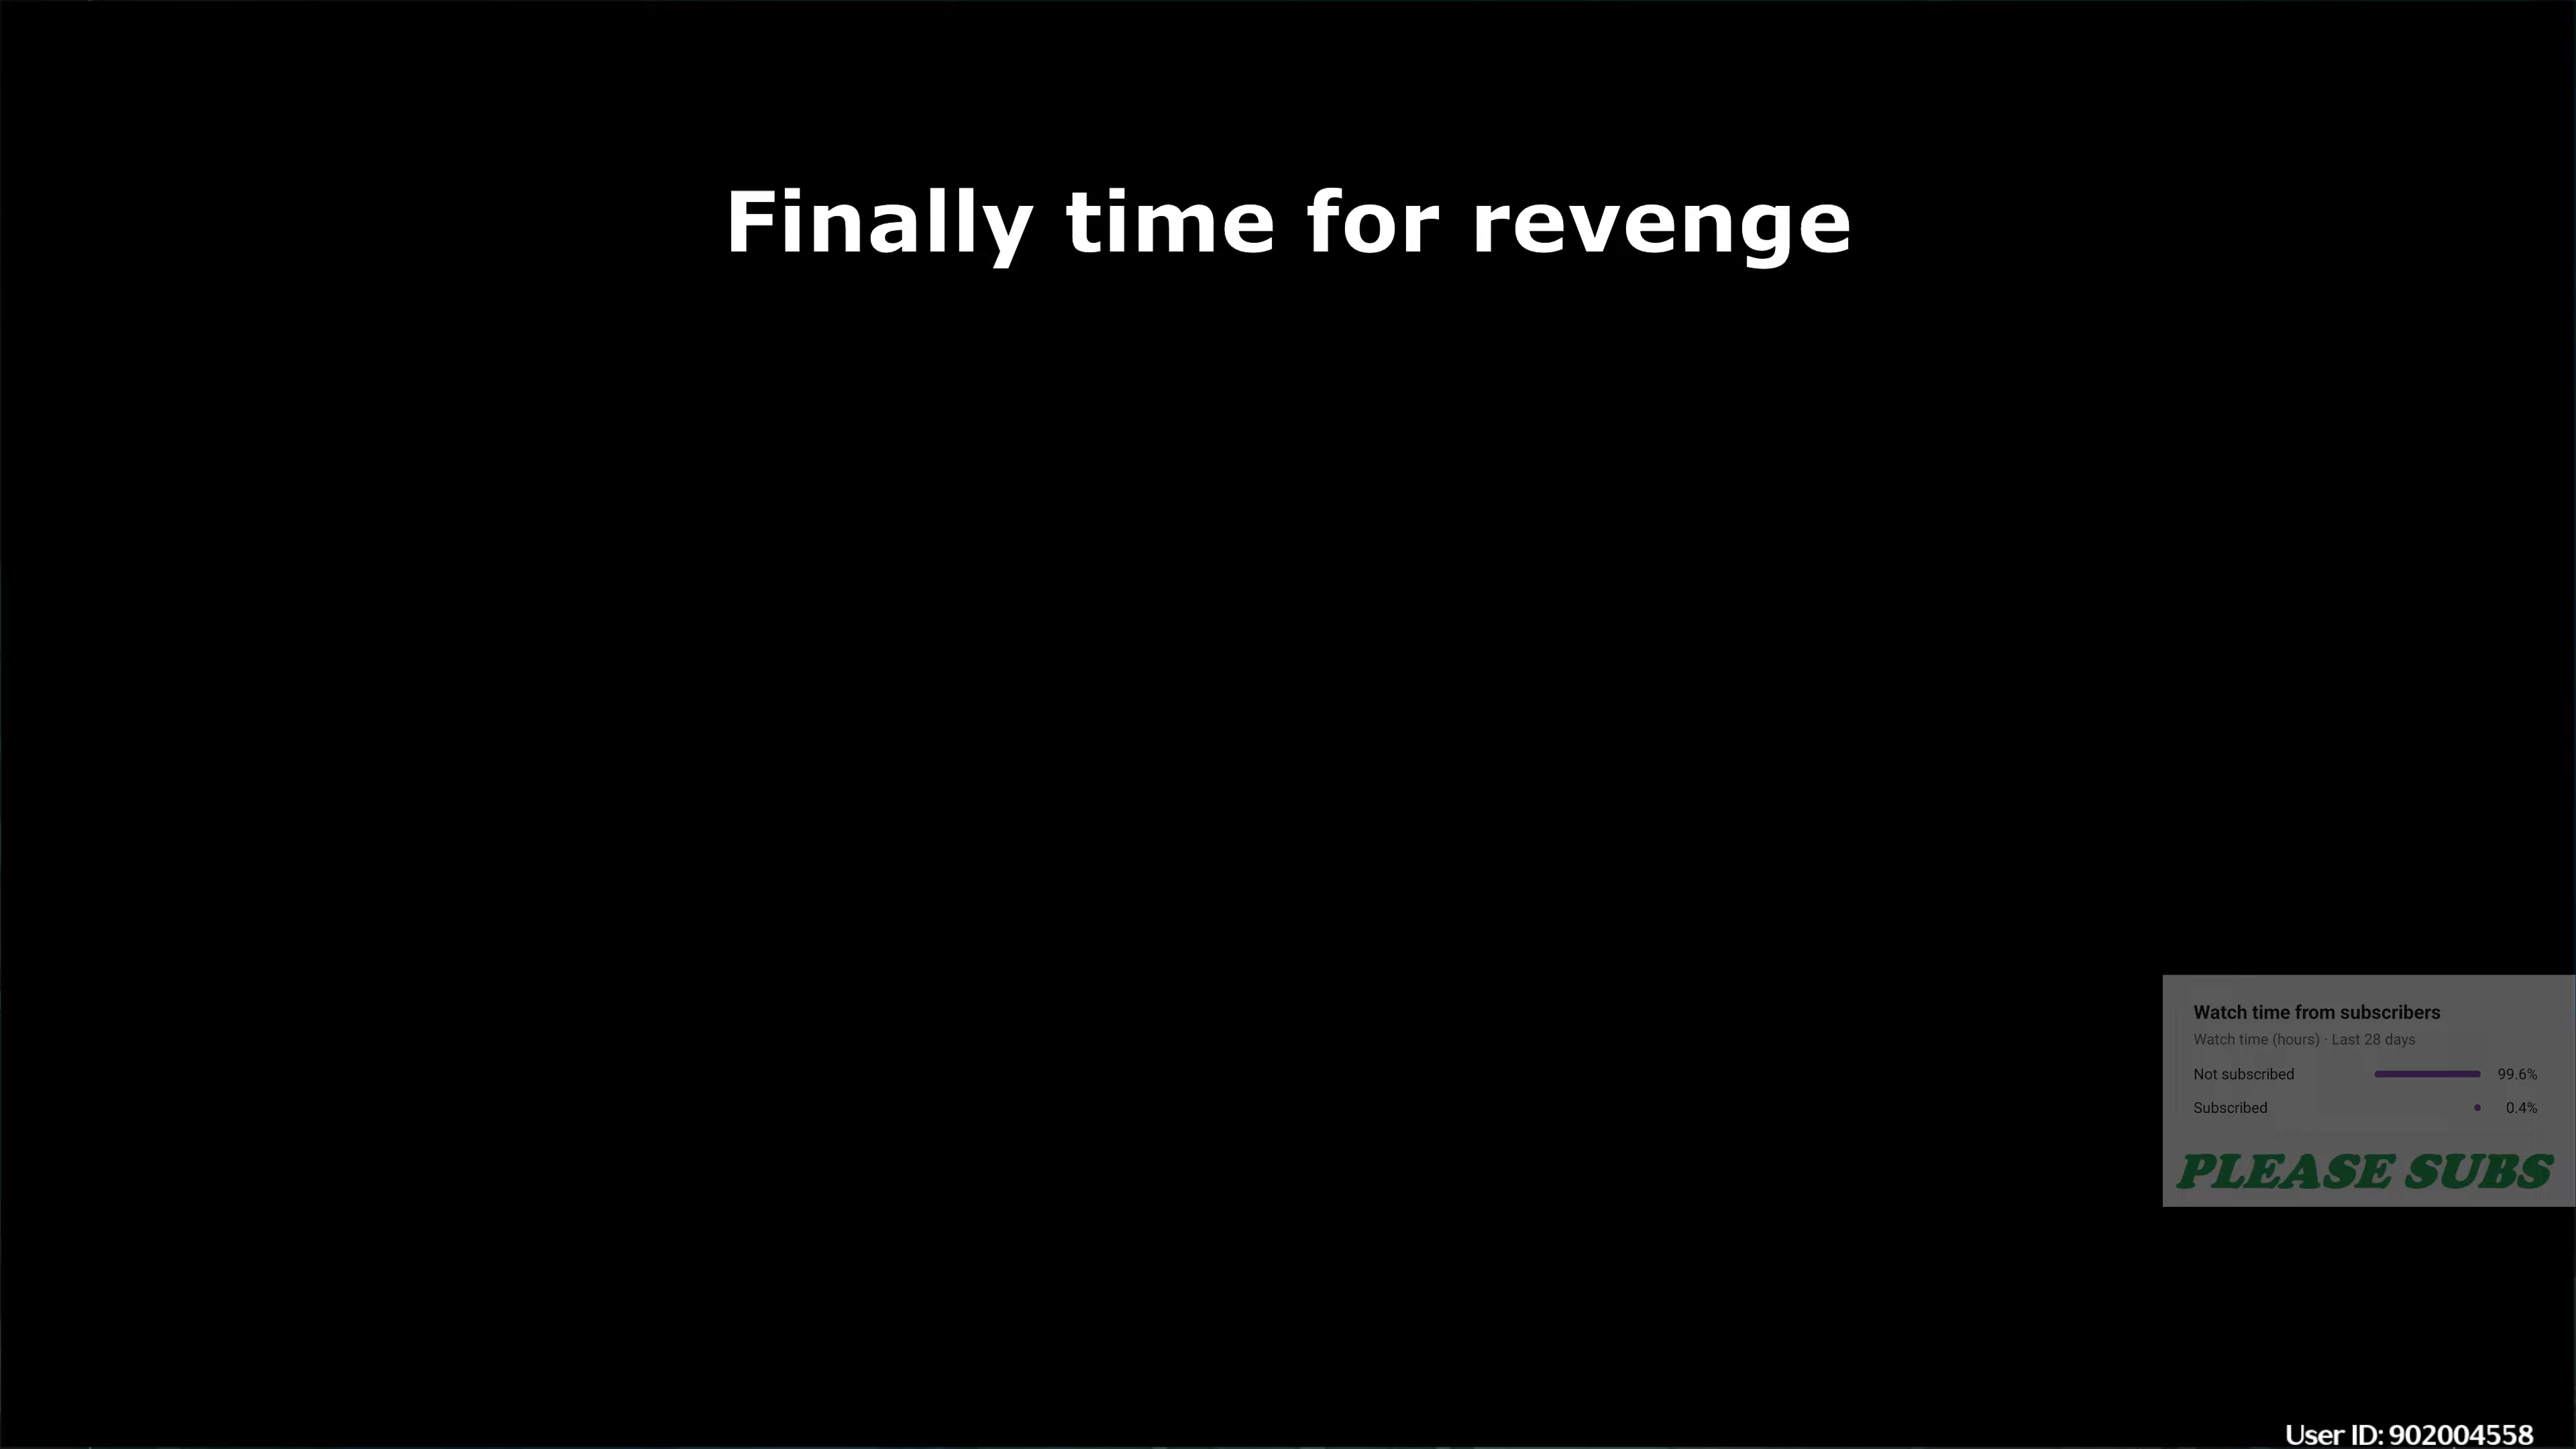 Finally time for revenge
Watch time from subscribers
Watch time (hours) · Last 28 days
Not subscribed 99.6%
Subscribed 0.4%
PLEASE SUBS
User ID: 902004558